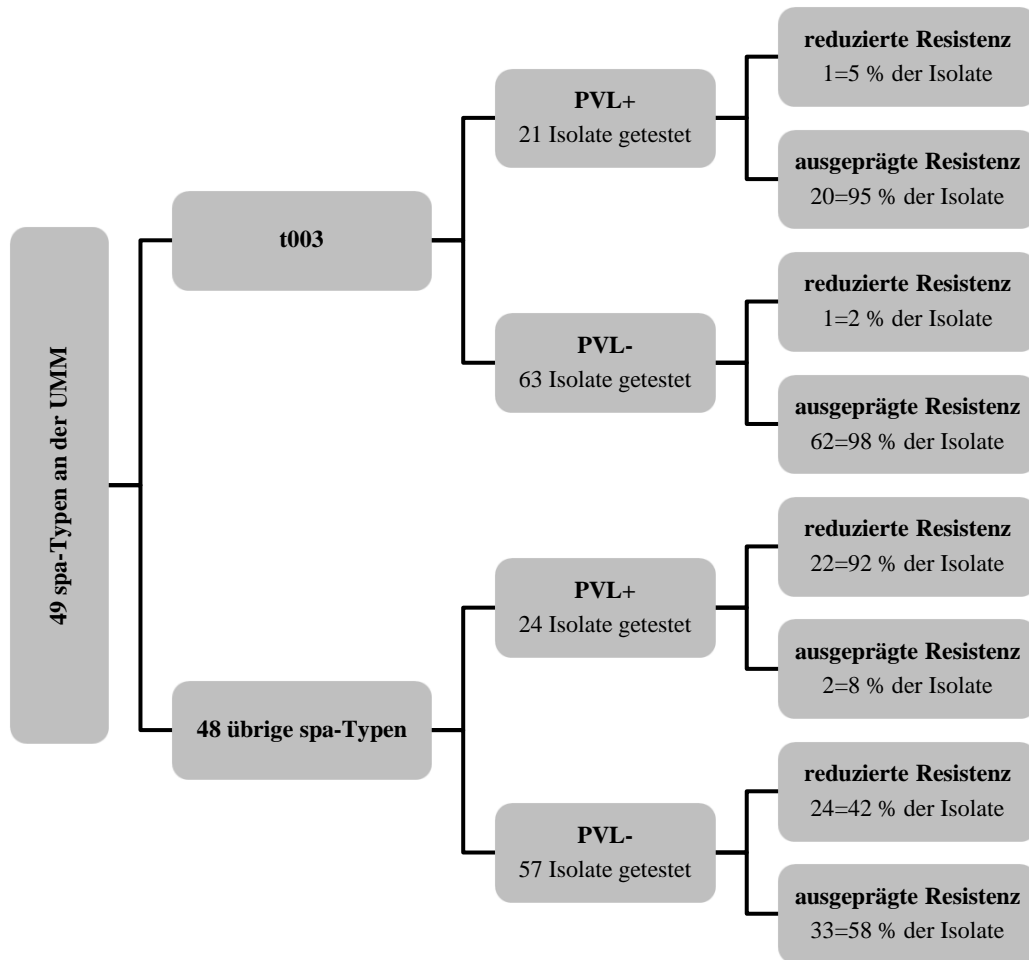 49 spa-Typen an der UMM
t003
PVL+
21 Isolate getestet
reduzierte Resistenz
1=5 % der Isolate
ausgeprägte Resistenz
20=95 % der Isolate
PVL-
63 Isolate getestet
reduzierte Resistenz
1=2 % der Isolate
ausgeprägte Resistenz
62=98 % der Isolate
48 übrige spa-Typen
PVL+
24 Isolate getestet
reduzierte Resistenz
22=92 % der Isolate
ausgeprägte Resistenz
2=8 % der Isolate
PVL-
57 Isolate getestet
reduzierte Resistenz
24=42 % der Isolate
ausgeprägte Resistenz
33=58 % der Isolate